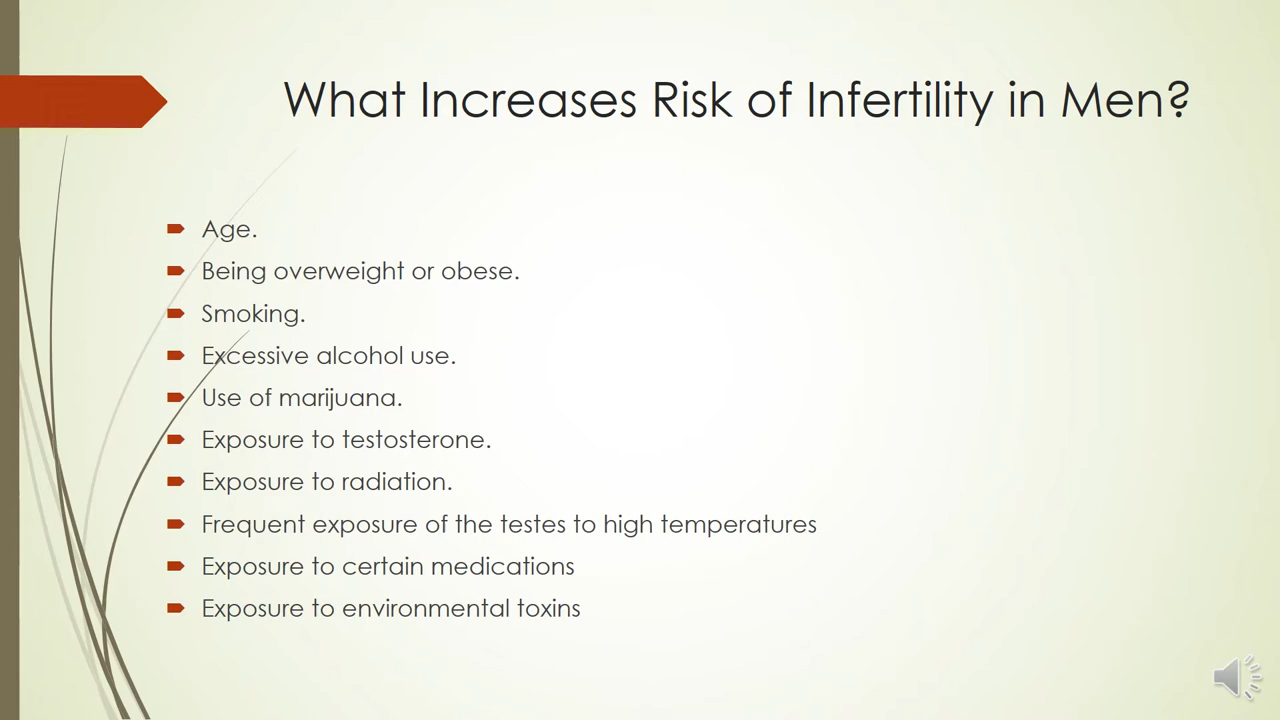 What Increases Risk of Infertility in Men?
Age.
Being overweight or obese.
Smoking.
Excessive alcohol use.
Use of marijuana.
Exposure to testosterone.
Exposure to radiation.
Frequent exposure of the testes to high temperatures
Exposure to certain medications
Exposure to environmental toxins